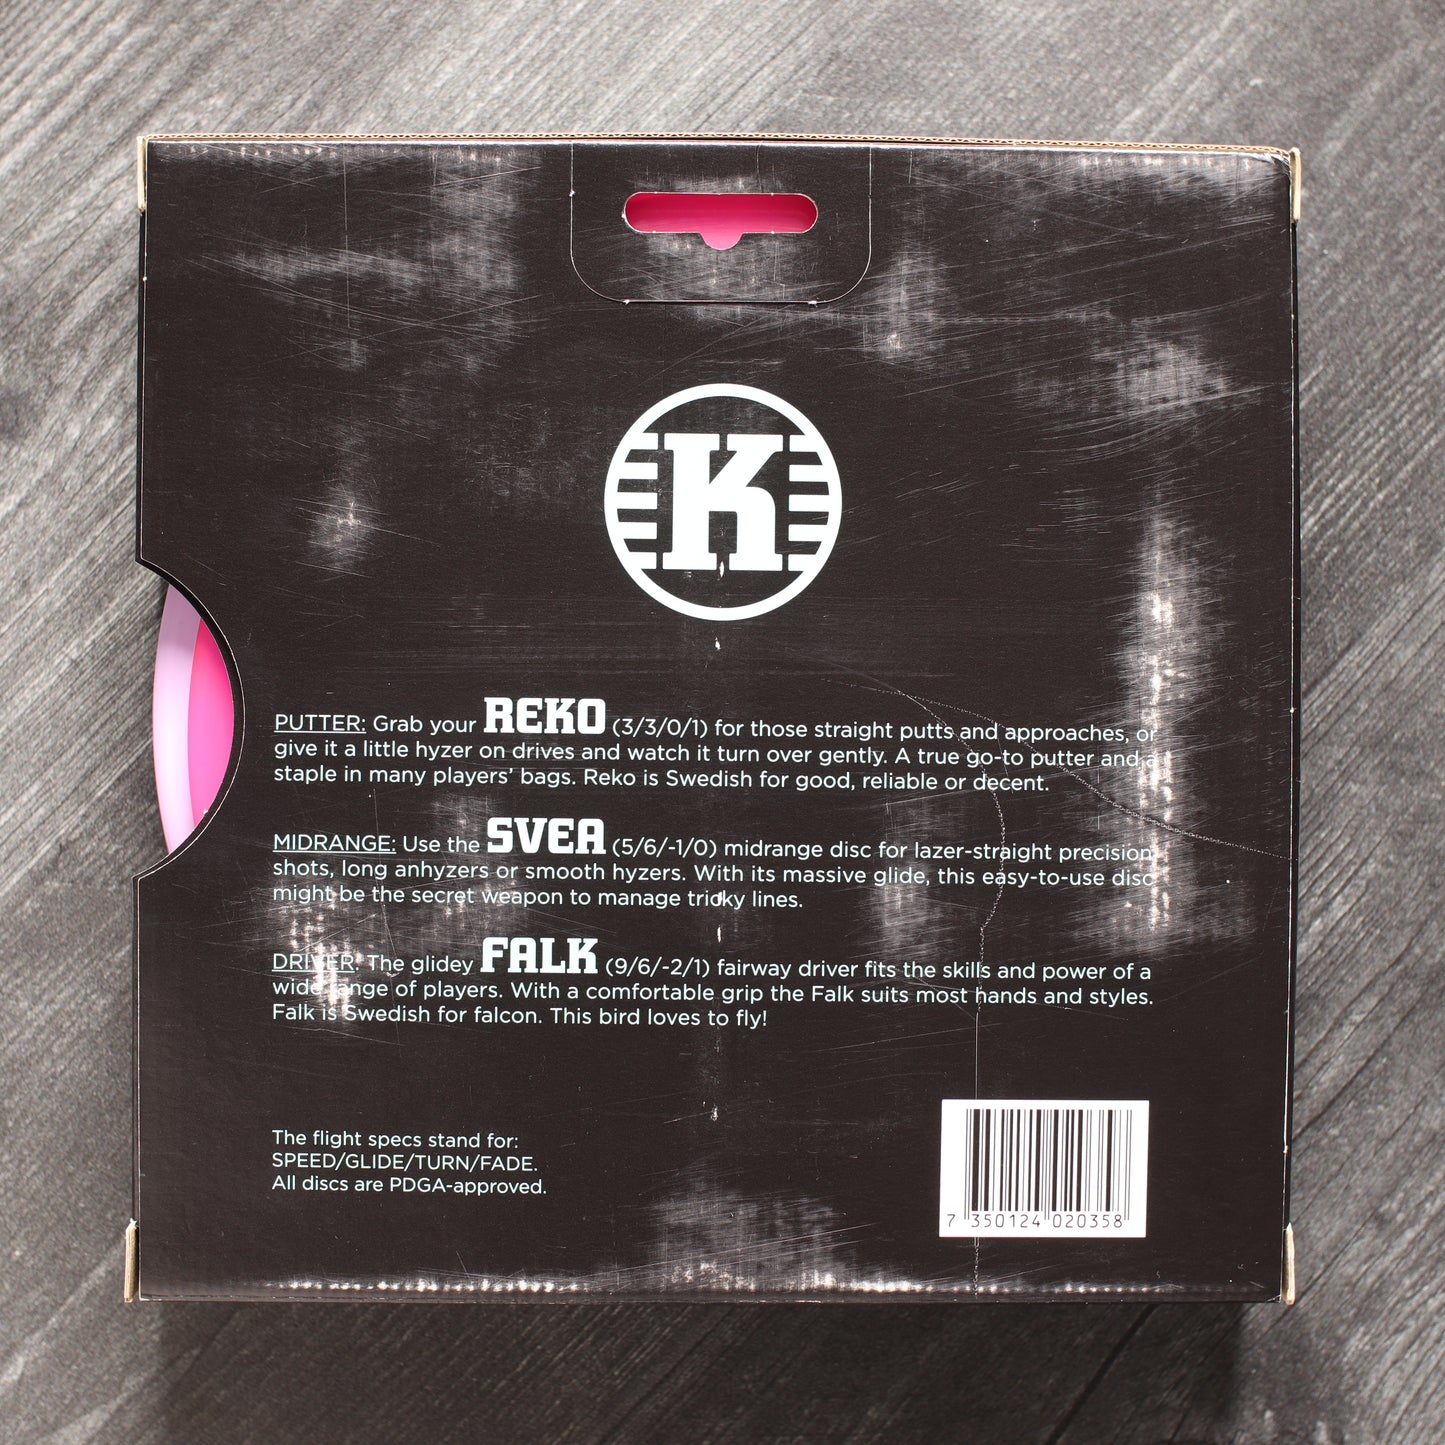 K
PUTTER: Grab your REKO (3/3/0/1) for those straight putts and approaches, or
give it a little hyzer on drives and watch it turn over gently. A true go-to putter and a
staple in many players' bags. Reko is Swedish for good, reliable or decent.
MIDRANGE: Use the SVEA (5/6/-1/0) midrange disc for lazer-straight precision
shots, long anhyzers or smooth hyzers. With its massive glide, this easy-to-use disc
might be the secret weapon to manage tricky lines.
DRIVER: The glidey FALK (9/6/-2/1) fairway driver fits the skills and power of a
wide range of players. With a comfortable grip the Falk suits most hands and styles.
Falk is Swedish for falcon. This bird loves to fly!
The flight specs stand for:
SPEED/GLIDE/TURN/FADE.
All discs are PDGA-approved.
7 350124 020358